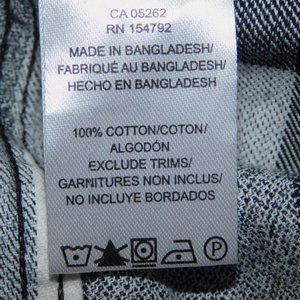 CA 05262
RN 154792
MADE IN BANGLADESH/
FABRIQUÉ AU BANGLADESH/
HECHO EN BANGLADESH
100% COTTON/COTON/
ALGODÓN
EXCLUDE TRIMS/
GARNITURES NON INCLUS/
NO INCLUYE BORDADOS
P